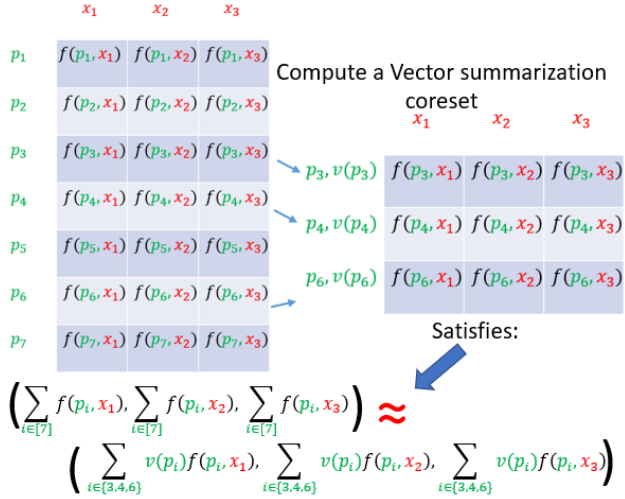 x₁ x₂ x₃
p₁ f(p₁, x₁) f(p₁, x₂) f(p₁, x₃)
p₂ f(p₂, x₁) f(p₂, x₂) f(p₂, x₃)
p₃ f(p₃, x₁) f(p₃, x₂) f(p₃, x₃)
p₄ f(p₄, x₁) f(p₄, x₂) f(p₄, x₃)
p₅ f(p₅, x₁) f(p₅, x₂) f(p₅, x₃)
p₆ f(p₆, x₁) f(p₆, x₂) f(p₆, x₃)
p₇ f(p₇, x₁) f(p₇, x₂) f(p₇, x₃)
Compute a Vector summarization
coreset
x₁ x₂ x₃
p₃, v(p₃) f(p₃, x₁) f(p₃, x₂) f(p₃, x₃)
p₄, v(p₄) f(p₄, x₁) f(p₄, x₂) f(p₄, x₃)
p₆, v(p₆) f(p₆, x₁) f(p₆, x₂) f(p₆, x₃)
Satisfies:
(∑i∈[7] f(pᵢ, x₁), ∑i∈[7] f(pᵢ, x₂), ∑i∈[7] f(pᵢ, x₃)) ≈
(∑i∈{3,4,6} v(pᵢ)f(pᵢ, x₁), ∑i∈{3,4,6} v(pᵢ)f(pᵢ, x₂), ∑i∈{3,4,6} v(pᵢ)f(pᵢ, x₃))